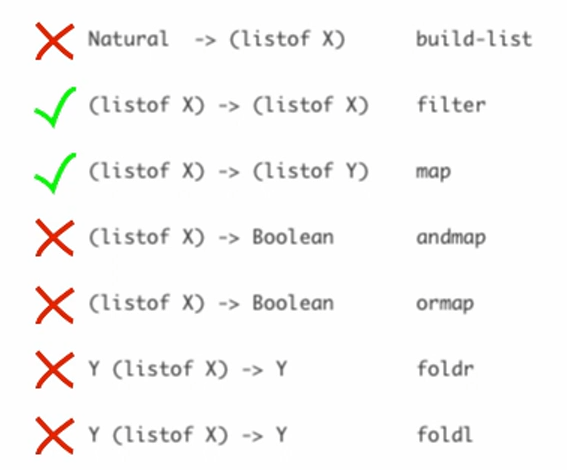 Natural  -> (listof X) build-list
(listof X) -> (listof X) filter
(listof X) -> (listof Y) map
(listof X) -> Boolean andmap
(listof X) -> Boolean ormap
Y (listof X) -> Y foldr
Y (listof X) -> Y foldl